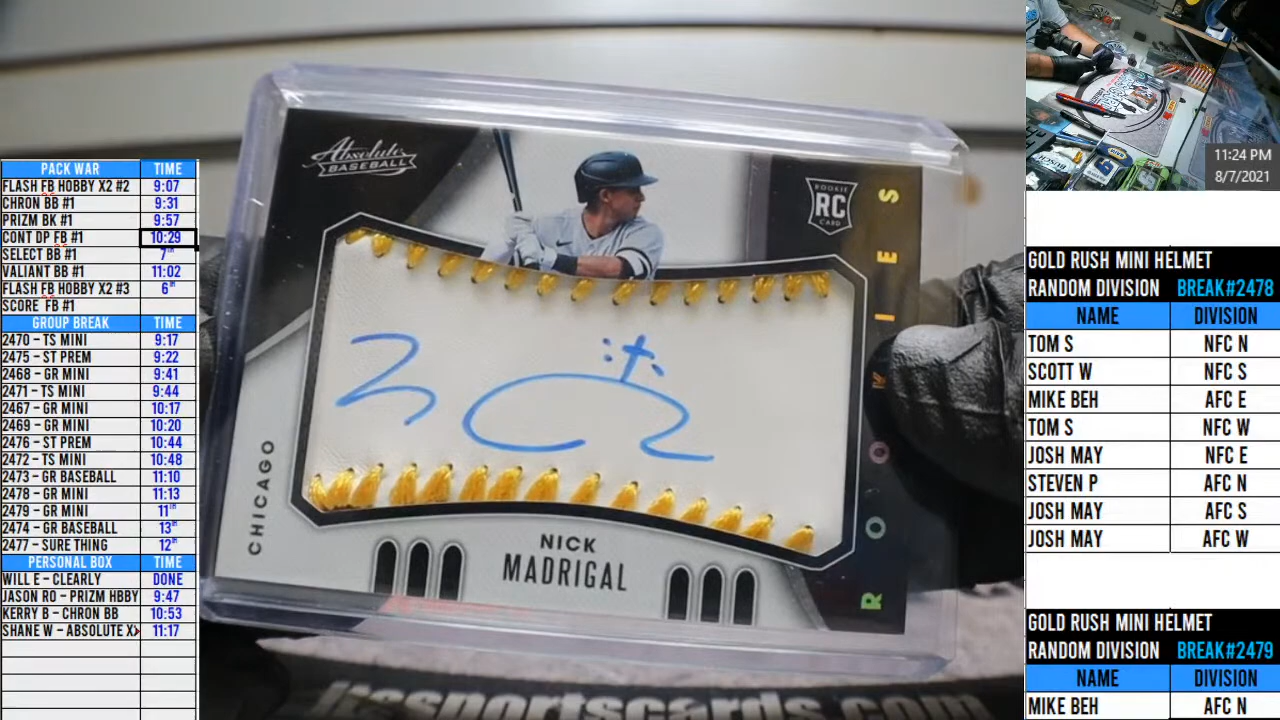 PACK WAR TIME
FLASH FB HOBBY X2 #2 9:07
CHRON BB #1 9:31
PRIZM BK #1 9:57
CONT DP FB #1 10:29
SELECT BB #1 7TH
VALIANT BB #1 11:02
FLASH FB HOBBY X2 #3 6TH
SCORE FB #1
GROUP BREAK TIME
2470 – TS MINI 9:17
2475 – ST PREM 9:22
2468 – GR MINI 9:41
2471 – TS MINI 9:44
2467 – GR MINI 10:17
2469 – GR MINI 10:20
2476 – ST PREM 10:44
2472 – TS MINI 10:48
2473 – GR BASEBALL 11:10
2478 – GR MINI 11:13
2479 – GR MINI 11TH
2474 – GR BASEBALL 13TH
2477 – SURE THING 12TH
PERSONAL BOX TIME
WILL E – CLEARLY DONE
JASON RO – PRIZM HBBY 9:47
KERRY B – CHRON BB 10:53
SHANE W – ABSOLUTE X 11:17
Absolute
BASEBALL
ROOKIE
RC
CARD
ROOKIES
CHICAGO
NICK
MADRIGAL
sportscards.com
BUSCH
11:24 PM
8/7/2021
GOLD RUSH MINI HELMET
RANDOM DIVISION BREAK#2478
NAME DIVISION
TOM S NFC N
SCOTT W NFC S
MIKE BEH AFC E
TOM S NFC W
JOSH MAY NFC E
STEVEN P AFC N
JOSH MAY AFC S
JOSH MAY AFC W
GOLD RUSH MINI HELMET
RANDOM DIVISION BREAK#2479
NAME DIVISION
MIKE BEH AFC N